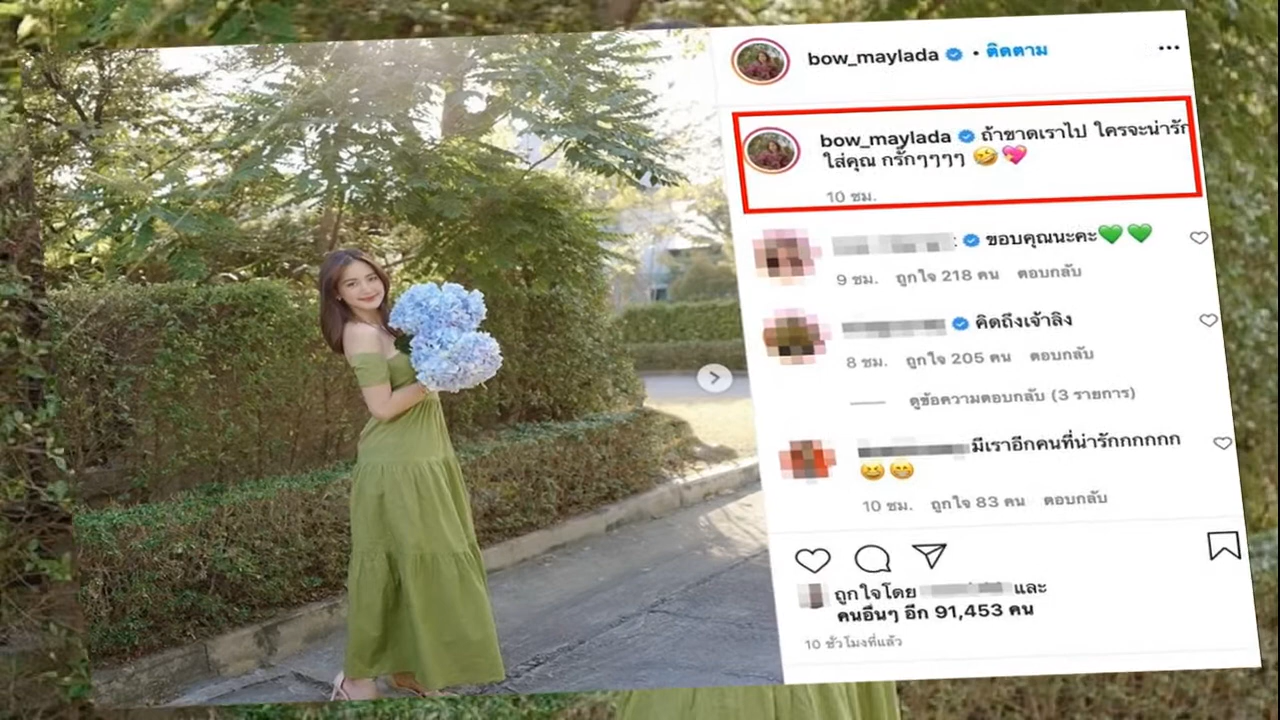 bow_maylada • ติดตาม
bow_maylada ถ้าขาดเราไป ใครจะน่ารัก
ใส่คุณ กรั๊กๆๆๆๆ 🤣💖
10 ชม.
ขอบคุณนะคะ💚💚
9 ชม. ถูกใจ 218 คน ตอบกลับ
คิดถึงเจ้าลิง
8 ชม. ถูกใจ 205 คน ตอบกลับ
ดูข้อความตอบกลับ (3 รายการ)
มีเราอีกคนที่น่ารักกกกกก
😆😁
10 ชม. ถูกใจ 83 คน ตอบกลับ
ถูกใจโดย และ
คนอื่นๆ อีก 91,453 คน
10 ชั่วโมงที่แล้ว